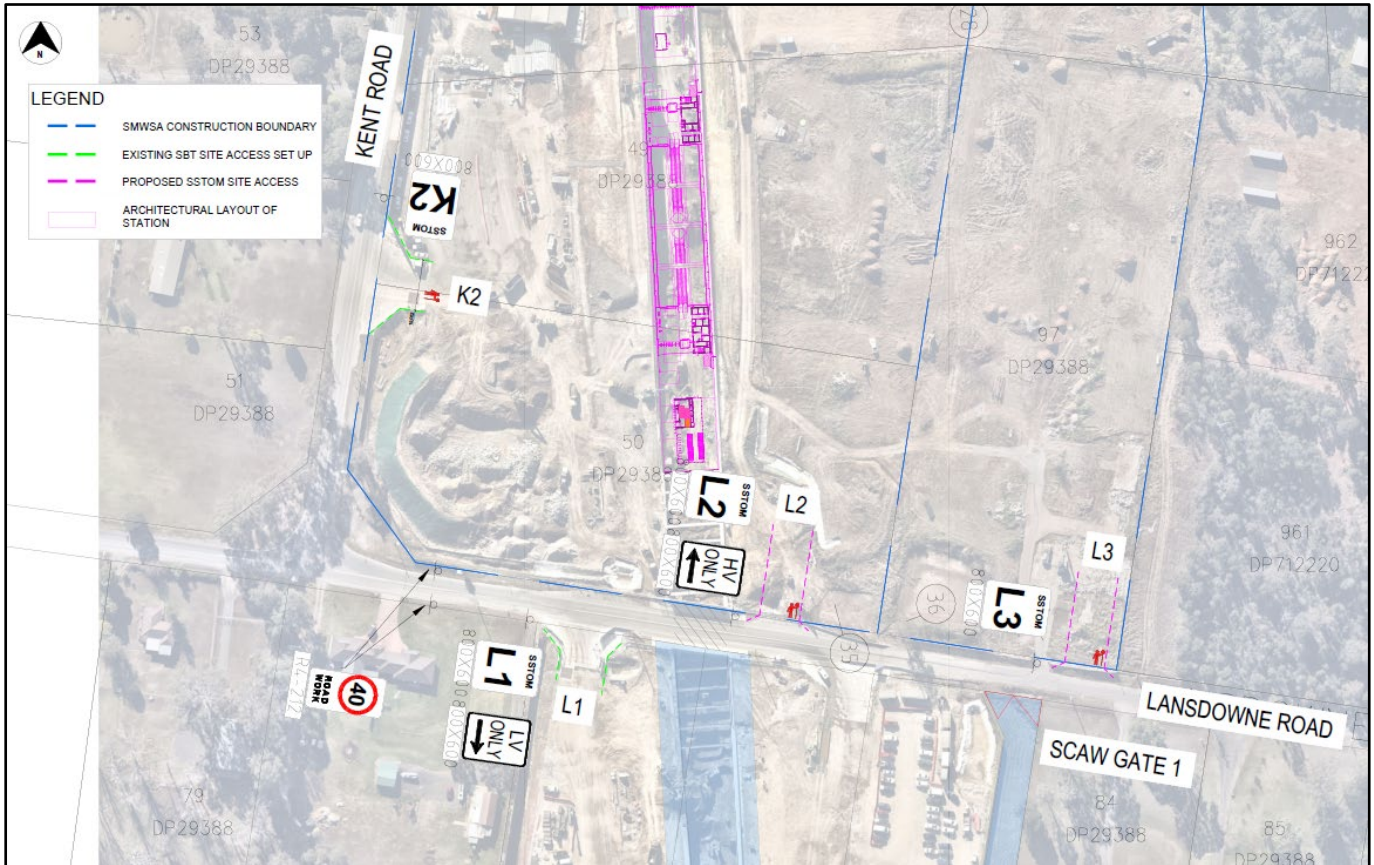 N
LEGEND
SMWSA CONSTRUCTION BOUNDARY
EXISTING SBT SITE ACCESS SET UP
PROPOSED SSTOM SITE ACCESS
ARCHITECTURAL LAYOUT OF
STATION
53
DP29388
KENT ROAD
800X600
K2
SSTOM
K2
49
DP29388
51
DP29388
50
DP29388
97
DP29388
962
961
DP712220
800X600
L2
SSTOM
L2
800X600
HV
ONLY
L3
800X600
L3
SSTOM
36
35
800X600
L1
SSTOM
L1
800X600
LV
ONLY
R4-212
ROAD
WORK
40
LANSDOWNE ROAD
SCAW GATE 1
79
DP29388
84
DP29388
85
DP29388